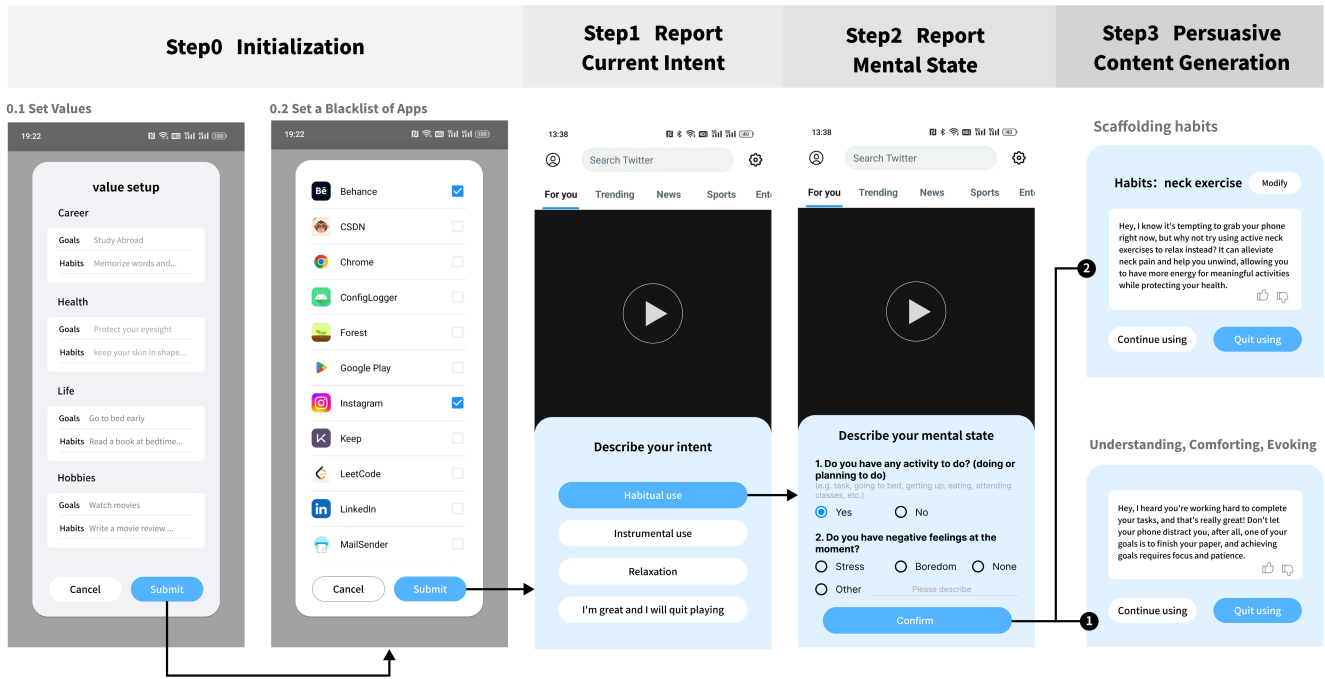 Step0 Initialization
Step1 Report
Current Intent
Step2 Report
Mental State
Step3 Persuasive
Content Generation
0.1 Set Values
19:22
100
value setup
Career
Goals Study Abroad
Habits Memorize words and...
Health
Goals Protect your eyesight
Habits keep your skin in shape...
Life
Goals Go to bed early
Habits Read a book at bedtime...
Hobbies
Goals Watch movies
Habits Write a movie review ...
Cancel
Submit
0.2 Set a Blacklist of Apps
19:22
100
Bē
Behance
CSDN
Chrome
ConfigLogger
Forest
Google Play
Instagram
Keep
LeetCode
in
LinkedIn
MailSender
Cancel
Submit
13:38
40
Search Twitter
For you Trending News Sports Ente
Describe your intent
Habitual use
Instrumental use
Relaxation
I'm great and I will quit playing
13:38
40
Search Twitter
For you Trending News Sports Ent
Describe your mental state
1. Do you have any activity to do? (doing or
planning to do)
(e.g. task, going to bed, getting up, eating, attending
classes, etc.)
Yes No
2. Do you have negative feelings at the
moment?
Stress Boredom None
Other Please describe
Confirm
2
1
Scaffolding habits
Habits: neck exercise Modify
Hey, I know it's tempting to grab your phone
right now, but why not try using active neck
exercises to relax instead? It can alleviate
neck pain and help you unwind, allowing you
to have more energy for meaningful activities
while protecting your health.
Continue using Quit using
Understanding, Comforting, Evoking
Hey, I heard you're working hard to complete
your tasks, and that's really great! Don't let
your phone distract you, after all, one of your
goals is to finish your paper, and achieving
goals requires focus and patience.
Continue using Quit using